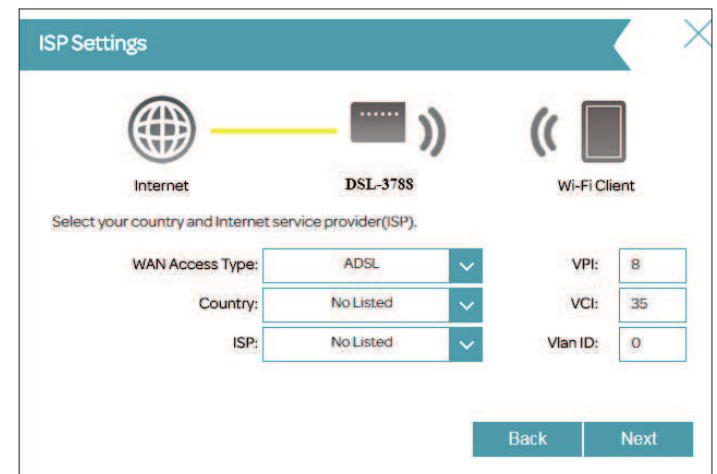 ISP Settings
Internet
DSL-3788
Wi-Fi Client
Select your country and Internet service provider(ISP).
WAN Access Type: ADSL VPI: 8
Country: No Listed VCI: 35
ISP: No Listed Vlan ID: 0
Back Next